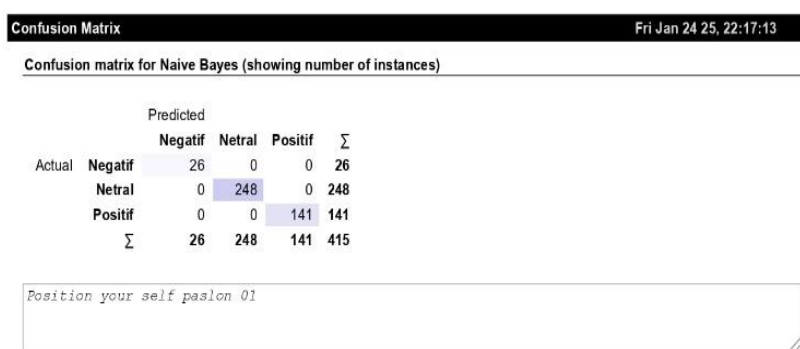 Confusion Matrix Fri Jan 24 25, 22:17:13
Confusion matrix for Naive Bayes (showing number of instances)
Predicted
Negatif Netral Positif Σ
Actual Negatif 26 0 0 26
Netral 0 248 0 248
Positif 0 0 141 141
Σ 26 248 141 415
Position your self paslon 01